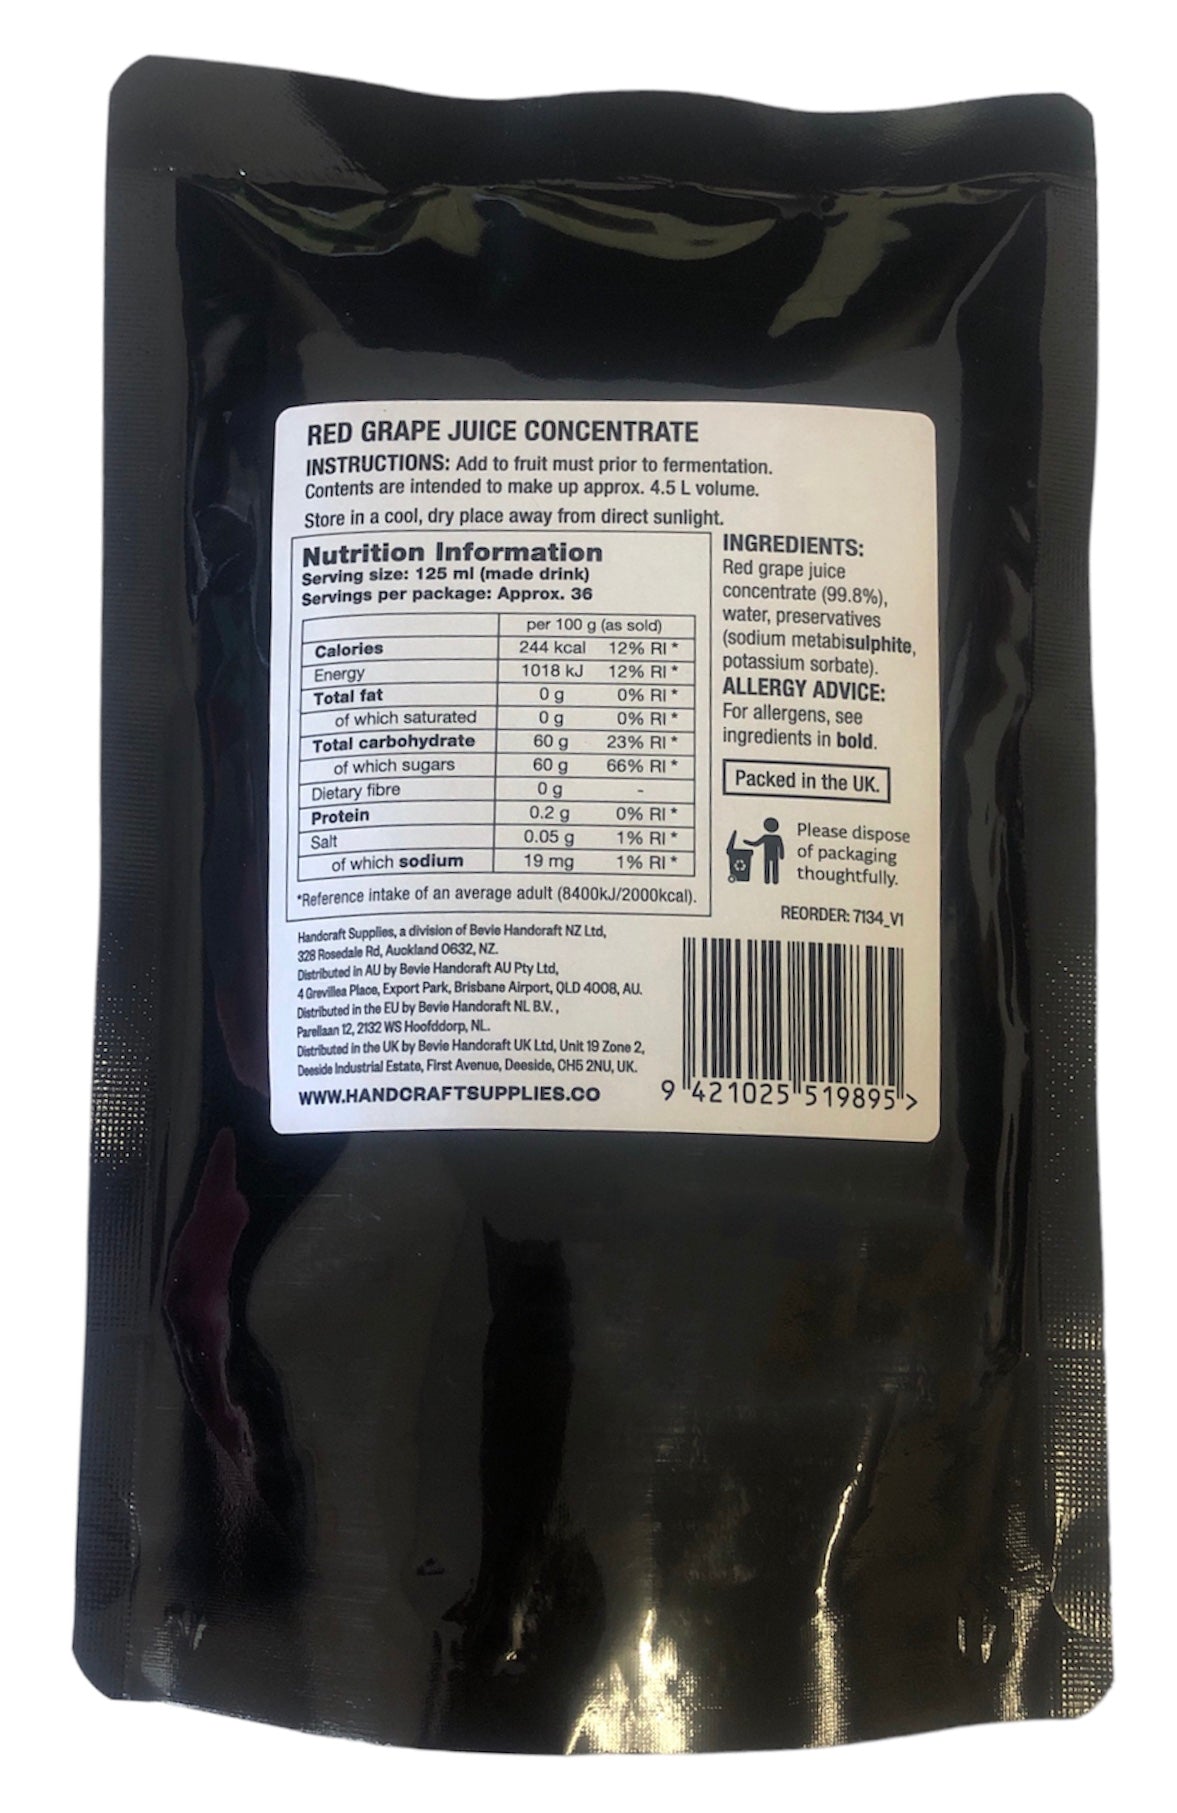 RED GRAPE JUICE CONCENTRATE
INSTRUCTIONS: Add to fruit must prior to fermentation.
Contents are intended to make up approx. 4.5 L volume.
Store in a cool, dry place away from direct sunlight.
Nutrition Information
Serving size: 125 ml (made drink)
Servings per package: Approx. 36
per 100 g (as sold)
Calories 244 kcal 12% RI *
Energy 1018 kJ 12% RI *
Total fat 0 g 0% RI *
of which saturated 0 g 0% RI *
Total carbohydrate 60 g 23% RI *
of which sugars 60 g 66% RI *
Dietary fibre 0 g -
Protein 0.2 g 0% RI *
Salt 0.05 g 1% RI *
of which sodium 19 mg 1% RI *
*Reference intake of an average adult (8400kJ/2000kcal).
INGREDIENTS:
Red grape juice
concentrate (99.8%),
water, preservatives
(sodium metabisulphite,
potassium sorbate).
ALLERGY ADVICE:
For allergens, see
ingredients in bold.
Packed in the UK.
Please dispose
of packaging
thoughtfully.
REORDER: 7134_V1
Handcraft Supplies, a division of Bevie Handcraft NZ Ltd,
328 Rosedale Rd, Auckland 0632, NZ.
Distributed in AU by Bevie Handcraft AU Pty Ltd,
4 Grevillea Place, Export Park, Brisbane Airport, QLD 4008, AU.
Distributed in the EU by Bevie Handcraft NL B.V.,
Parellaan 12, 2132 WS Hoofddorp, NL.
Distributed in the UK by Bevie Handcraft UK Ltd, Unit 19 Zone 2,
Deeside Industrial Estate, First Avenue, Deeside, CH5 2NU, UK.
WWW.HANDCRAFTSUPPLIES.CO
9 421025 519895 >